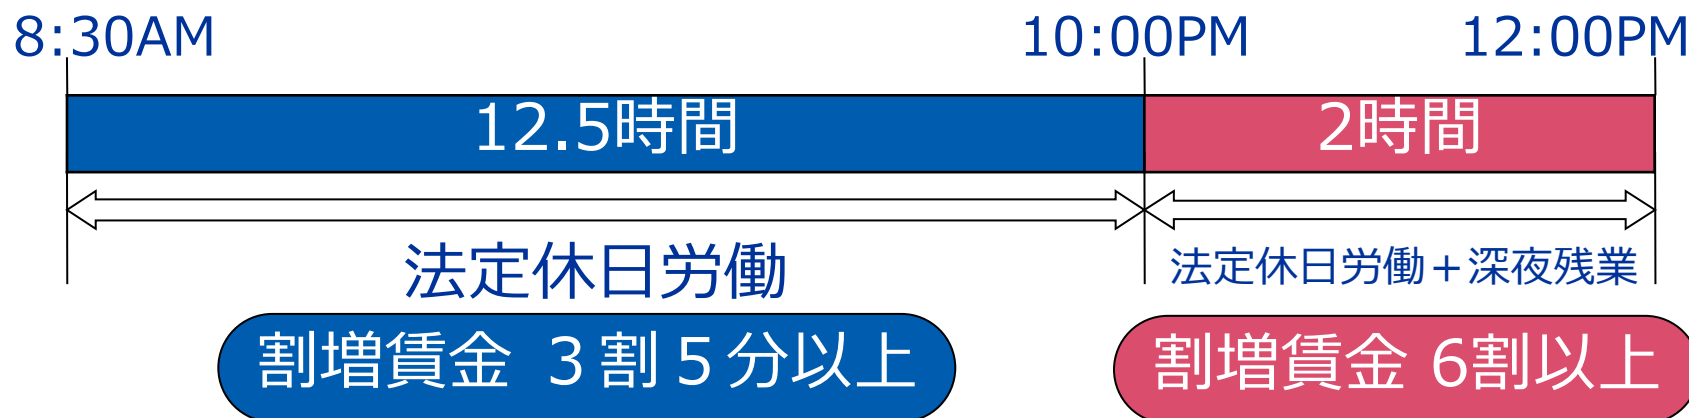 8:30AM 10:00PM 12:00PM
12.5時間 2時間
法定休日労働 法定休日労働+深夜残業
割増賃金 3割5分以上 割増賃金 6割以上